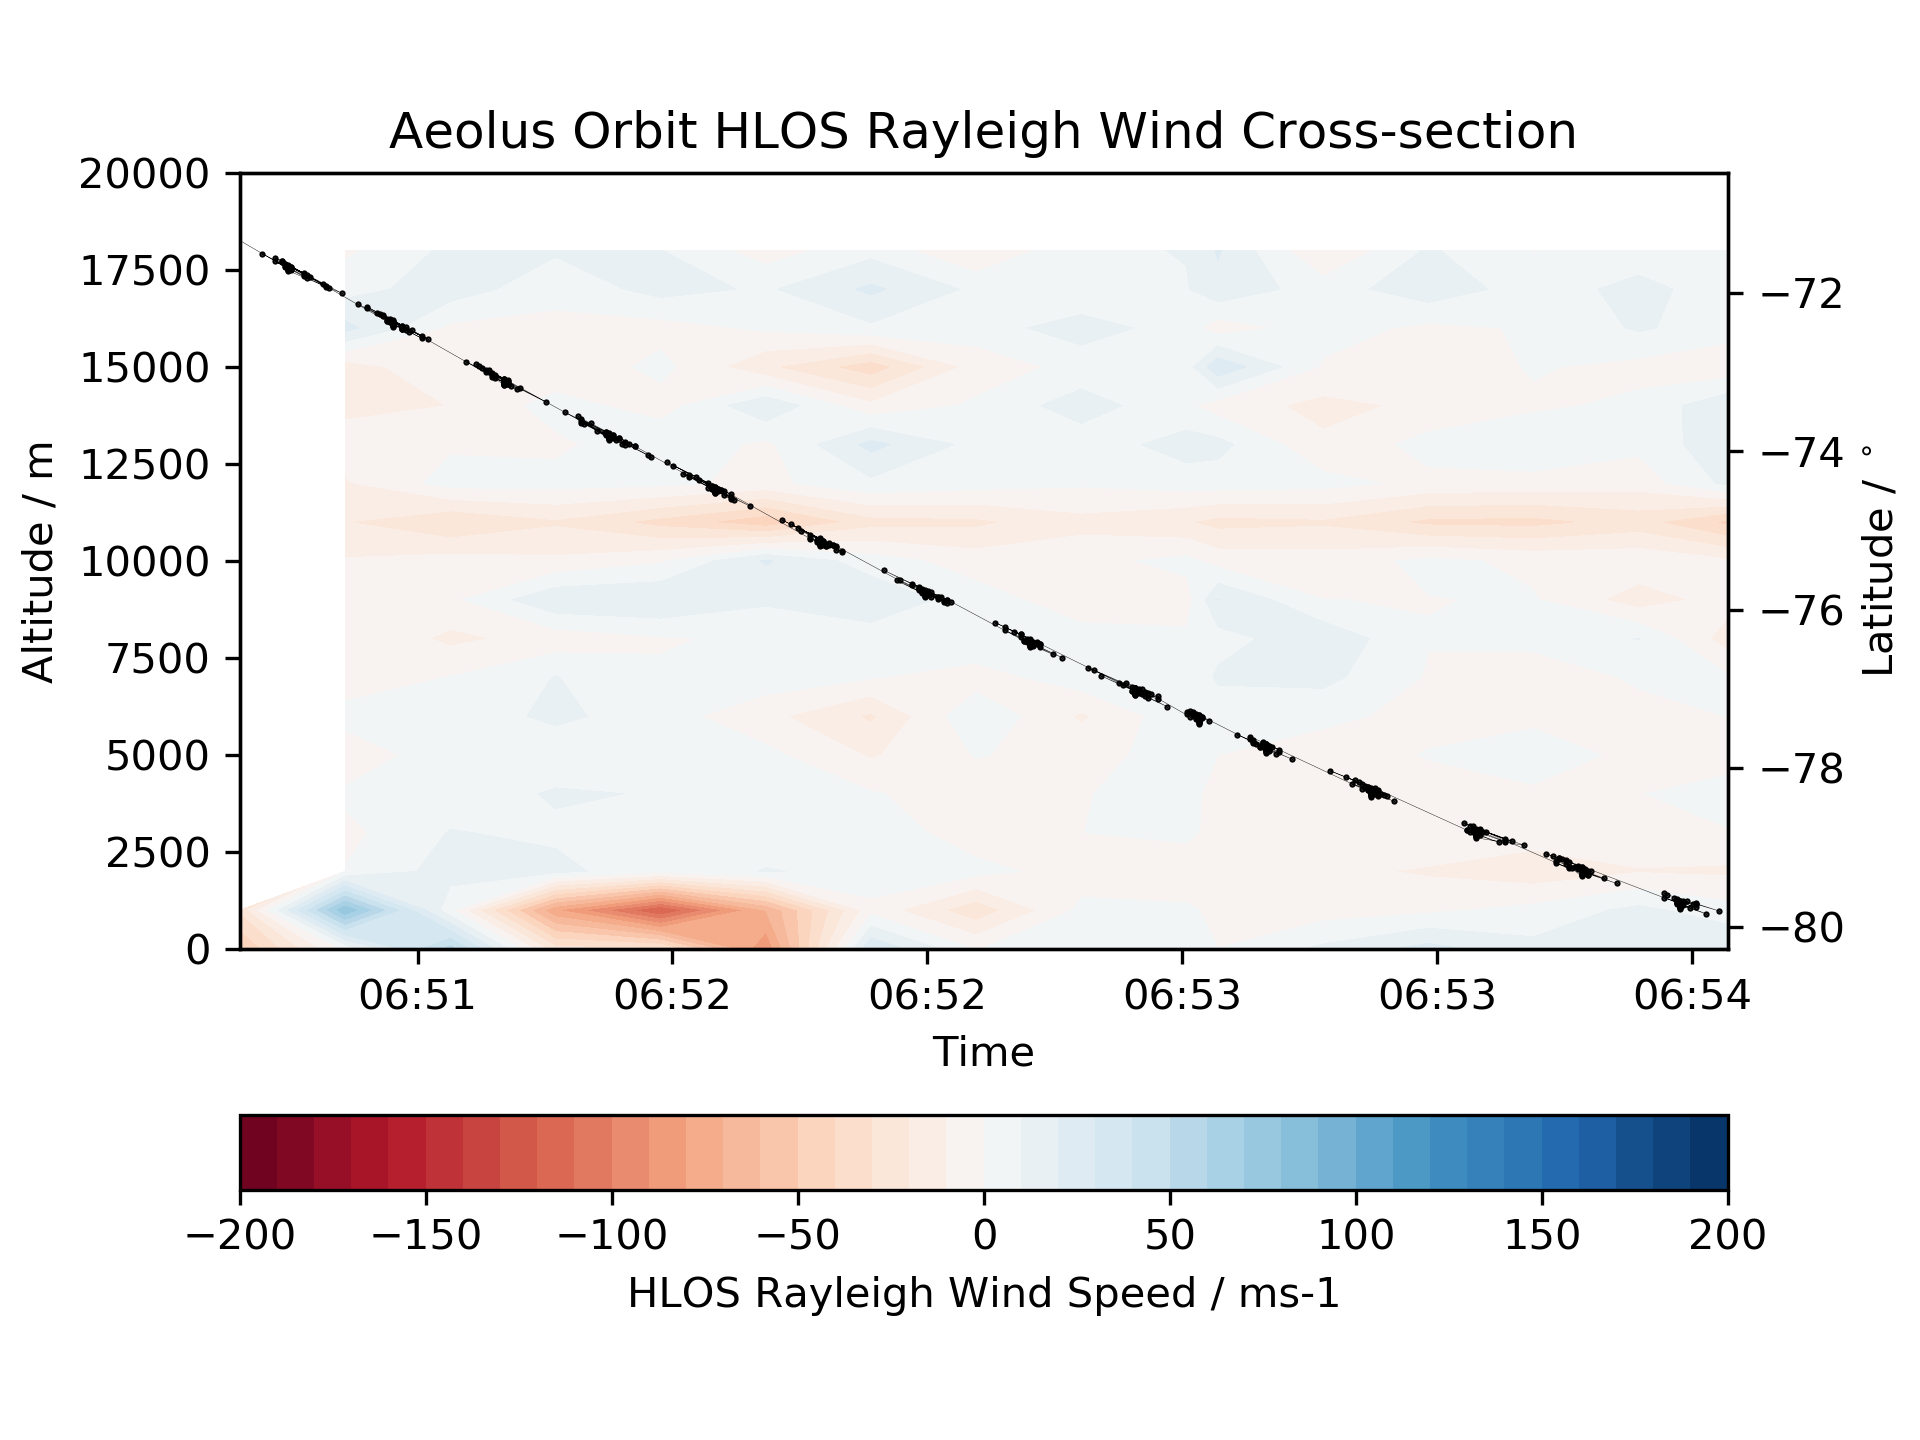 Aeolus Orbit HLOS Rayleigh Wind Cross-section
20000
17500
15000
12500
10000
7500
5000
2500
0
Altitude / m
−72
−74
−76
−78
−80
Latitude / °
06:51 06:52 06:52 06:53 06:53 06:54
Time
−200 −150 −100 −50 0 50 100 150 200
HLOS Rayleigh Wind Speed / ms-1